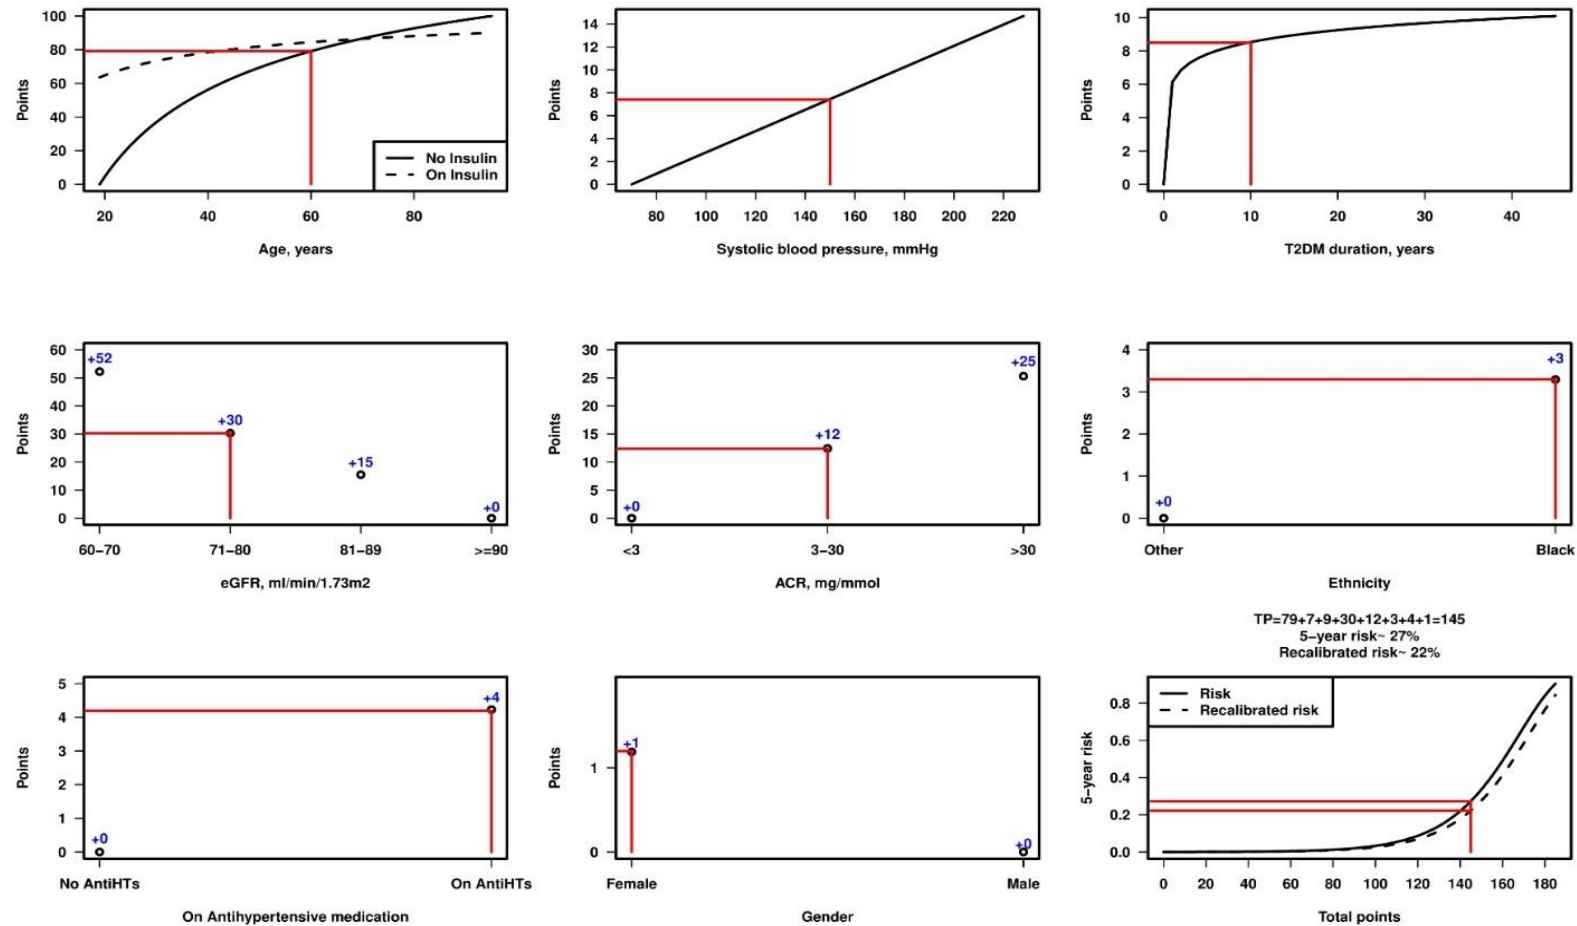 100
80
60
40
20
0
Points
No Insulin
On Insulin
20 40 60 80
Age, years
14
12
10
8
6
4
2
0
Points
80 100 120 140 160 180 200 220
Systolic blood pressure, mmHg
10
8
6
4
2
0
Points
0 10 20 30 40
T2DM duration, years
60
50
40
30
20
10
0
Points
+52
+30
+15
+0
60–70 71–80 81–89 >=90
eGFR, ml/min/1.73m2
30
25
20
15
10
5
0
Points
+25
+12
+0
<3 3–30 >30
ACR, mg/mmol
4
3
2
1
0
Points
+3
+0
Other Black
Ethnicity
5
4
3
2
1
0
Points
+4
+0
No AntiHTs On AntiHTs
On Antihypertensive medication
1
0
Points
+1
+0
Female Male
Gender
TP=79+7+9+30+12+3+4+1=145
5–year risk~ 27%
Recalibrated risk~ 22%
0.8
0.6
0.4
0.2
0.0
5–year risk
Risk
Recalibrated risk
0 20 40 60 80 100 120 140 160 180
Total points